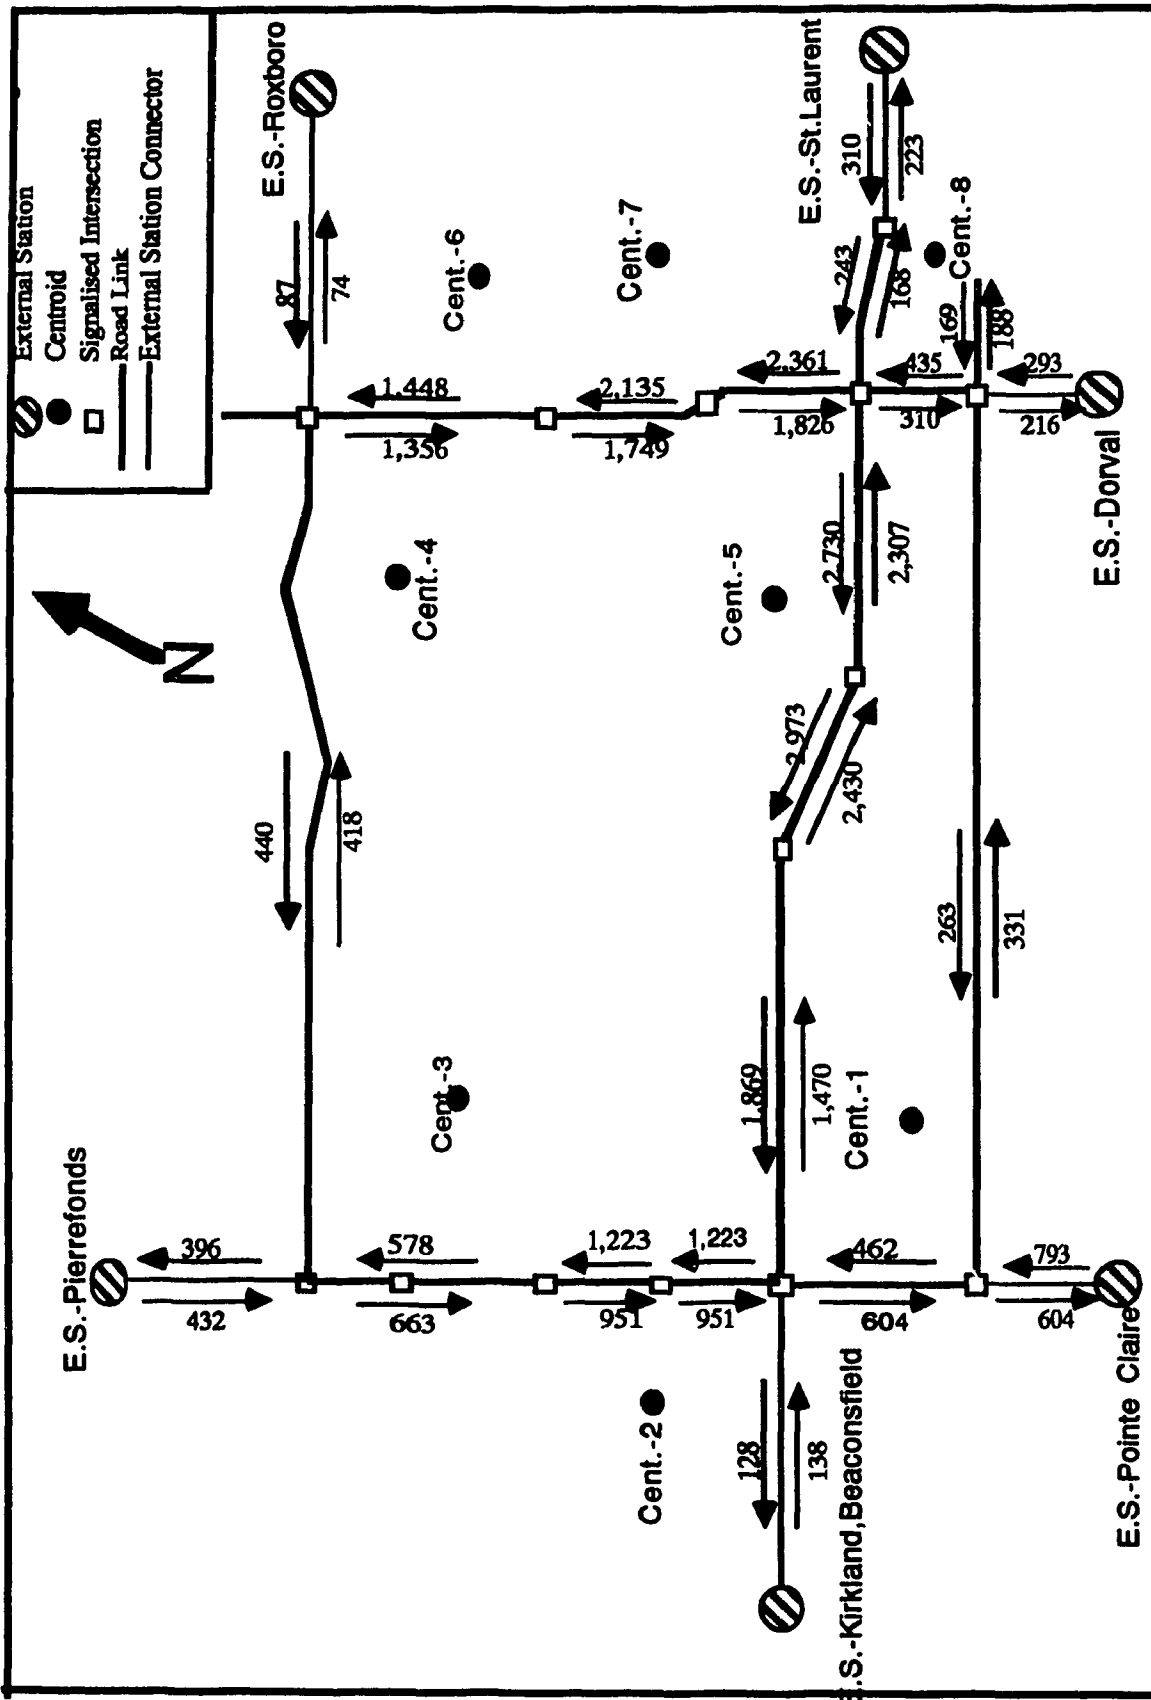 External Station
Centroid
Signalised Intersection
Road Link
External Station Connector
E.S.-Roxboro
E.S.-St.Laurent
87
74
310
223
Cent.-6
Cent.-7
Cent.-8
243
168
169
188
1.448
1,356
2,135
1,749
2,361
1,826
435
310
293
216
E.S.-Dorval
N
Cent.-4
Cent.-5
2.730
2,307
2.973
2,430
440
418
263
331
Cent.-3
1.869
1,470
Cent.-1
E.S.-Pierrefonds
396
432
578
663
1,223
951
1,223
951
462
604
793
604
Cent.-2
128
138
E.S.-Kirkland,Beaconsfield
E.S.-Pointe Claire